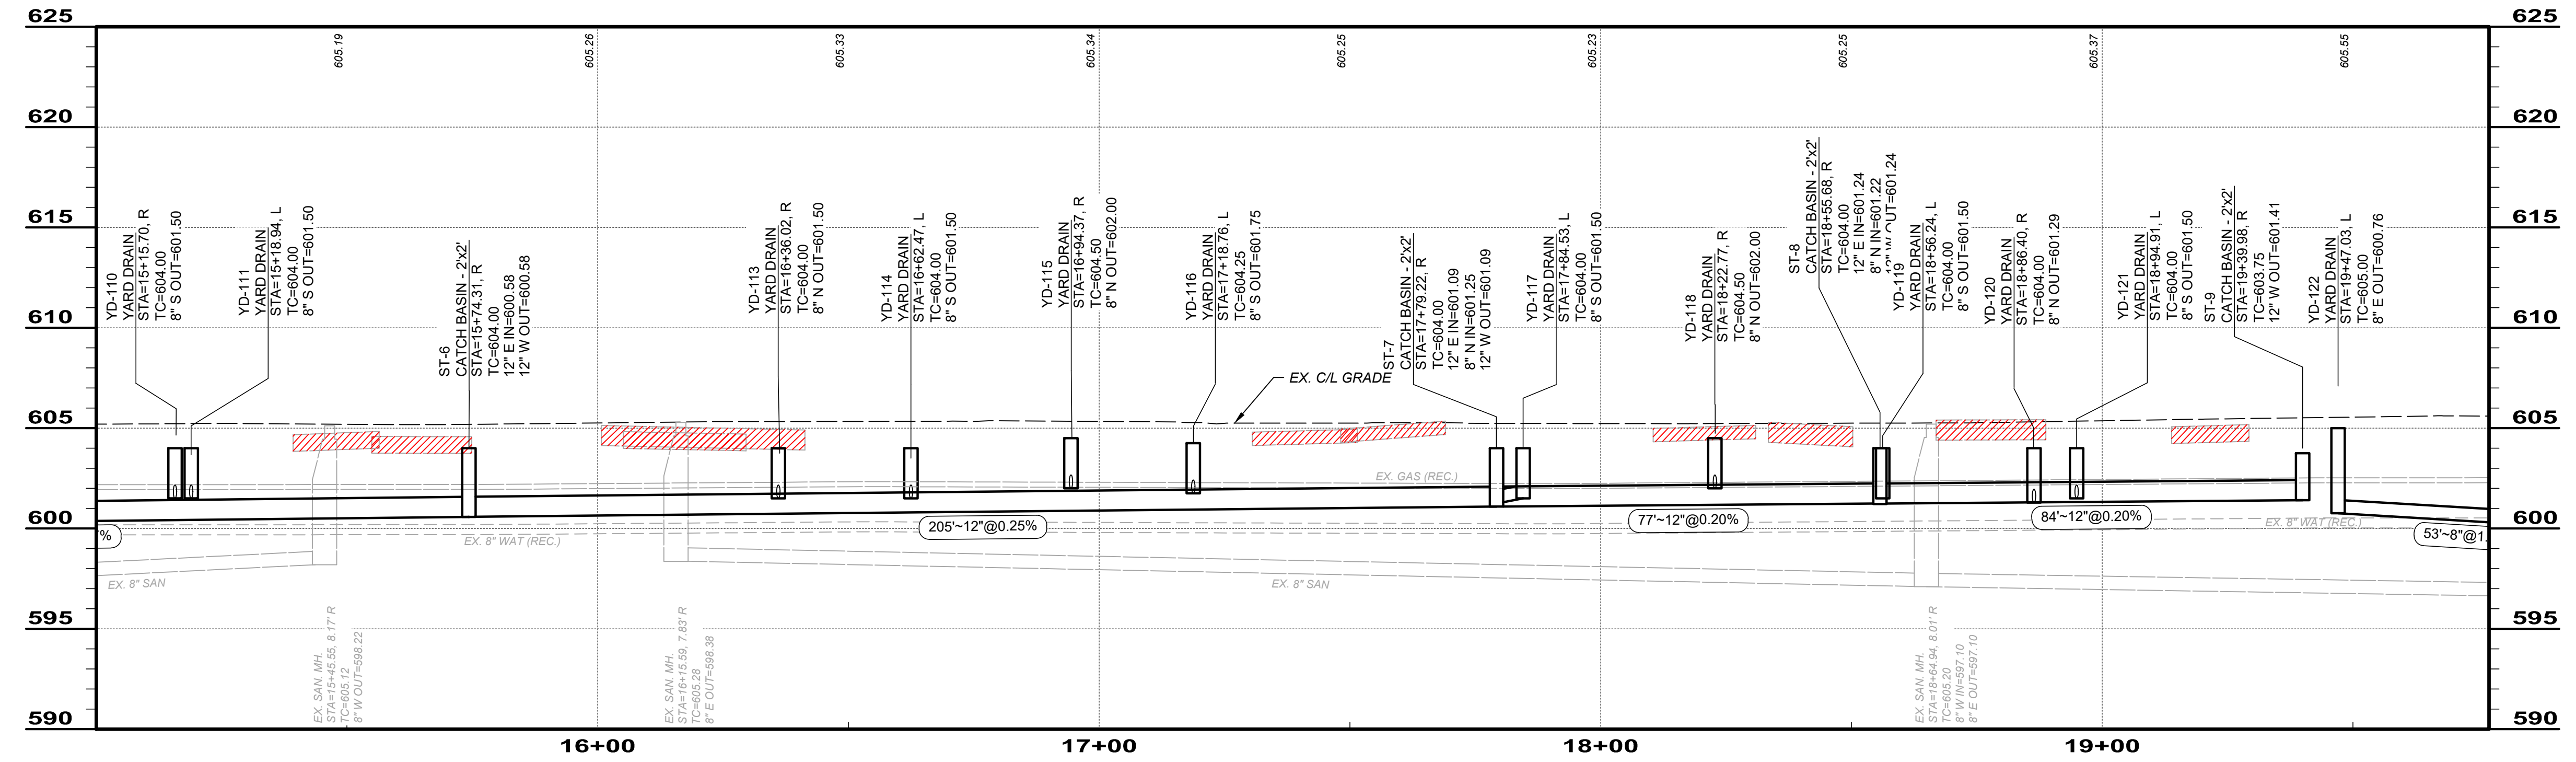 625
625
605.19
605.26
605.33
605.34
605.25
605.23
605.25
605.37
605.55
620
620
615
615
610
610
605
605
600
600
595
595
590
590
YD-110
YARD DRAIN
STA=15+15.70, R
TC=604.00
8" S OUT=601.50
YD-111
YARD DRAIN
STA=15+18.94, L
TC=604.00
8" S OUT=601.50
ST-6
CATCH BASIN - 2'x2'
STA=15+74.31, R
TC=604.00
12" E IN=600.58
12" W OUT=600.58
YD-113
YARD DRAIN
STA=16+36.02, R
TC=604.00
8" N OUT=601.50
YD-114
YARD DRAIN
STA=16+62.47, L
TC=604.00
8" S OUT=601.50
YD-115
YARD DRAIN
STA=16+94.37, R
TC=604.50
8" N OUT=602.00
YD-116
YARD DRAIN
STA=17+18.76, L
TC=604.25
8" S OUT=601.75
EX. C/L GRADE
ST-7
CATCH BASIN - 2'x2'
STA=17+79.22, R
TC=604.00
12" E IN=601.09
8" N IN=601.25
12" W OUT=601.09
YD-117
YARD DRAIN
STA=17+84.53, L
TC=604.00
8" S OUT=601.50
YD-118
YARD DRAIN
STA=18+22.77, R
TC=604.50
8" N OUT=602.00
ST-8
CATCH BASIN - 2'x2'
STA=18+55.68, R
TC=604.00
12" E IN=601.24
8" N IN=601.22
12" W OUT=601.24
YD-119
YARD DRAIN
STA=18+56.24, L
TC=604.00
8" S OUT=601.50
YD-120
YARD DRAIN
STA=18+86.40, R
TC=604.00
8" N OUT=601.29
YD-121
YARD DRAIN
STA=18+94.91, L
TC=604.00
8" S OUT=601.50
ST-9
CATCH BASIN - 2'x2'
STA=19+39.98, R
TC=603.75
12" W OUT=601.41
YD-122
YARD DRAIN
STA=19+47.03, L
TC=605.00
8" E OUT=600.76
EX. GAS (REC.)
%
205'~12"@0.25%
77'~12"@0.20%
84'~12"@0.20%
53'~8"@1.
EX. 8" WAT (REC.)
EX. 8" WAT (REC.)
EX. 8" SAN
EX. 8" SAN
EX. SAN. MH.
STA=15+45.55, 8.17' R
TC=605.12
8" W OUT=598.22
EX. SAN. MH.
STA=16+15.59, 7.83' R
TC=605.28
8" E OUT=598.38
EX. SAN. MH.
STA=18+64.94, 8.01' R
TC=605.20
8" W IN=597.10
8" E OUT=597.10
16+00
17+00
18+00
19+00